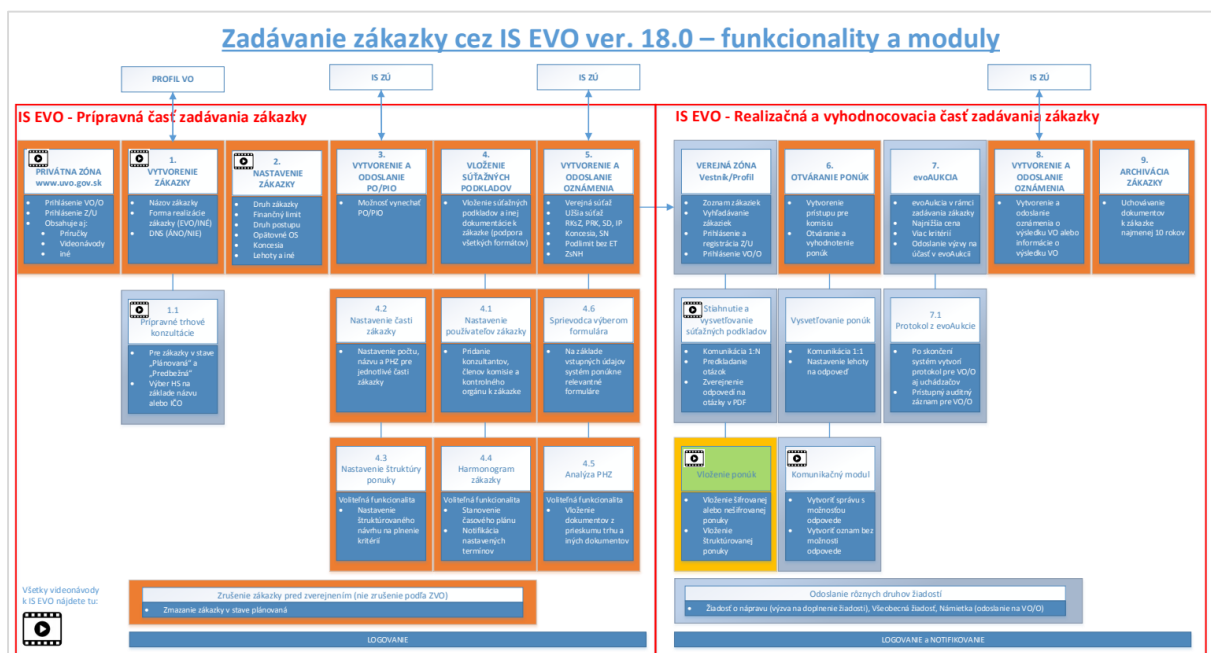 Zadávanie zákazky cez IS EVO ver. 18.0 – funkcionality a moduly
PROFIL VO
IS ZÚ
IS ZÚ
IS ZÚ
IS EVO - Prípravná časť zadávania zákazky
PRIVÁTNA ZÓNA
www.uvo.gov.sk
• Prihlásenie VO/O
• Prihlásenie Z/U
• Obsahuje aj:
• Príručky
• Videonávody
• Iné
1.
VYTVORENIE
ZÁKAZKY
• Názov zákazky
• Forma realizácie
zákazky (EVO/INÉ)
• DNS (ÁNO/NIE)
2.
NASTAVENIE
ZÁKAZKY
• Druh zákazky
• Finančný limit
• Druh postupu
• Opätovné OS
• Koncesia
• Lehoty a iné
3.
VYTVORENIE A
ODOSLANIE
PO/PIO
• Možnosť vynechať
PO/PIO
4.
VLOŽENIE
SÚŤAŽNÝCH
PODKLADOV
• Vloženie súťažných
podkladov a inej
dokumentácie k
zákazke (podpora
všetkých formátov)
5.
VYTVORENIE A
ODOSLANIE
OZNÁMENIA
• Verejná súťaž
• Užšia súťaž
• RKsZ, PRK, SD, IP
• Koncesia, SN
• Podlimit bez ET
• ZsNH
1.1
Prípravné trhové
konzultácie
• Pre zákazky v stave
„Plánovaná“ a
„Predbežná“
• Výber HS na
základe názvu
alebo IČO
4.2
Nastavenie časti
zákazky
• Nastavenie počtu,
názvu a PHZ pre
jednotlivé časti
zákazky
4.1
Nastavenie
používateľov zákazky
• Pridanie
konzultantov,
členov komisie a
kontrolného
orgánu k zákazke
4.6
Sprievodca výberom
formulára
• Na základe
vstupných údajov
systém ponúkne
relevantné
formuláre
4.3
Nastavenie štruktúry
ponuky
Voliteľná funkcionalita
• Nastavenie
štruktúrovaného
návrhu na plnenie
kritérií
4.4
Harmonogram
zákazky
Voliteľná funkcionalita
• Stanovenie
časového plánu
• Notifikácia
nastavených
termínov
4.5
Analýza PHZ
Voliteľná funkcionalita
• Vloženie
dokumentov z
prieskumu trhu a
iných dokumentov
Všetky videonávody
k IS EVO nájdete tu:
Zrušenie zákazky pred zverejnením (nie zrušenie podľa ZVO)
• Zmazanie zákazky v stave plánovaná
LOGOVANIE
IS EVO - Realizačná a vyhodnocovacia časť zadávania zákazky
VEREJNÁ ZÓNA
Vestník/Profil
• Zoznam zákaziek
• Vyhľadávanie
zákaziek
• Prihlásenie a
registrácia Z/U
• Prihlásenie VO/O
6.
OTVÁRANIE PONÚK
• Vytvorenie
prístupu pre
komisiu
• Otváranie a
vyhodnotenie
ponúk
7.
evoAUKCIA
• evoAukcia v rámci
zadávania zákazky
• Najnižšia cena
• Viac kritérií
• Odoslanie výzvy na
účasť v evoAukcii
8.
VYTVORENIE A
ODOSLANIE
OZNÁMENIA
• Vytvorenie a
odoslanie
oznámenia o
výsledku VO alebo
informácie o
výsledku VO
9.
ARCHIVÁCIA
ZÁKAZKY
• Uchovávanie
dokumentov
k zákazke
najmenej 10 rokov
Stiahnutie a
vysvetľovanie
súťažných podkladov
• Komunikácia 1:N
• Predkladanie
otázok
• Zverejnenie
odpovedí na
otázky v PDF
Vysvetľovanie ponúk
• Komunikácia 1:1
• Nastavenie lehoty
na odpoveď
7.1
Protokol z evoAukcie
• Po skončení
systém vytvorí
protokol pre VO/O
aj uchádzačov
• Prístupný auditný
záznam pre VO/O
Vloženie ponúk
• Vloženie šifrovanej
alebo nešifrovanej
ponuky
• Vloženie
štruktúrovanej
ponuky
Komunikačný modul
• Vytvoriť správu s
možnosťou
odpovede
• Vytvoriť oznam bez
možnosti
odpovede
Odoslanie rôznych druhov žiadostí
• Žiadosť o nápravu (výzva na doplnenie žiadosti), Všeobecná žiadosť, Námietka (odoslanie na VO/O)
LOGOVANIE a NOTIFIKOVANIE